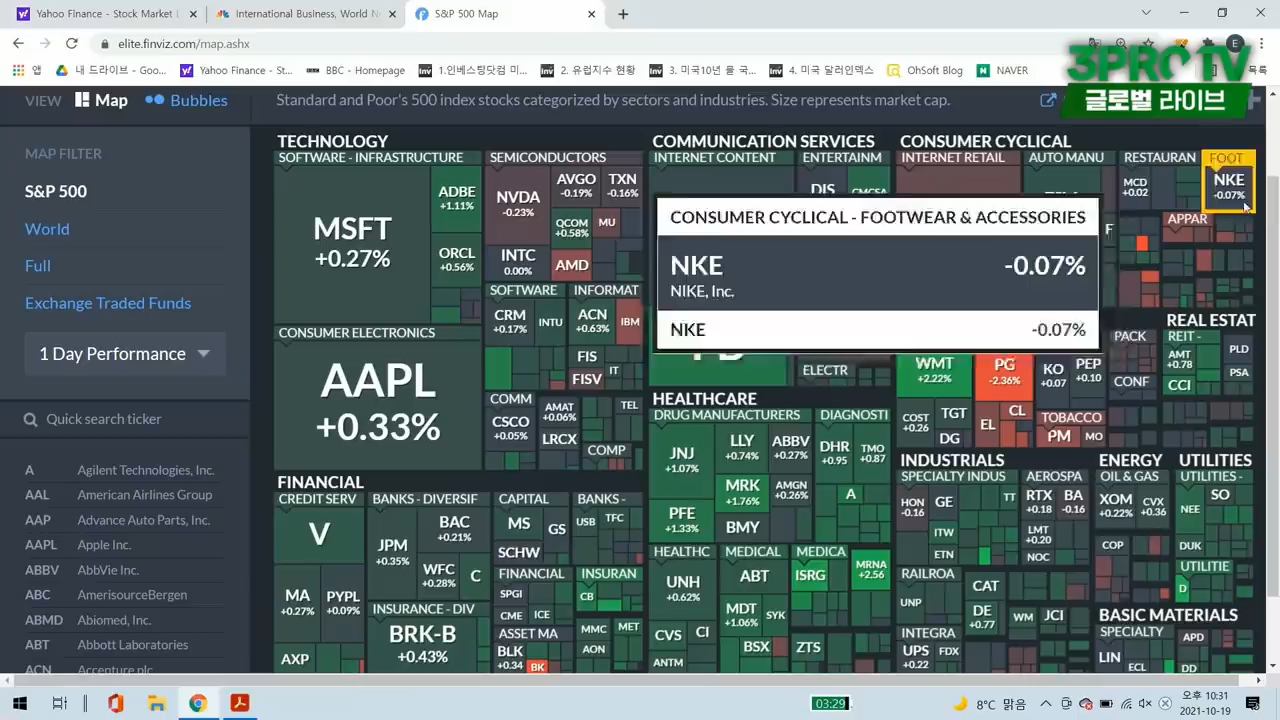 Yahoo Finance - Stock Market L
International Business, World N
S&P 500 Map
elite.finviz.com/map.ashx
E
앱
내 드라이브 - Goo...
Yahoo Finance - St...
BBC - Homepage
1.인베스팅닷컴 미...
2. 유럽지수 현황
3. 미국10년 물 국...
4. 미국 달러인덱스
OhSoft Blog
NAVER
목록
3PRO TV
글로벌 라이브
VIEW Map Bubbles
Standard and Poor's 500 index stocks categorized by sectors and industries. Size represents market cap.
MAP FILTER
S&P 500
World
Full
Exchange Traded Funds
1 Day Performance
Quick search ticker
A Agilent Technologies, Inc.
AAL American Airlines Group
AAP Advance Auto Parts, Inc.
AAPL Apple Inc.
ABBV AbbVie Inc.
ABC AmerisourceBergen
ABMD Abiomed, Inc.
ABT Abbott Laboratories
ACN Accenture plc
TECHNOLOGY
SOFTWARE - INFRASTRUCTURE
MSFT
+0.27%
ADBE
+1.11%
ORCL
+0.56%
SEMICONDUCTORS
NVDA
-0.23%
AVGO
-0.19%
TXN
-0.16%
QCOM
+0.58%
MU
INTC
0.00%
AMD
CONSUMER ELECTRONICS
AAPL
+0.33%
SOFTWARE
CRM
+0.17%
INTU
INFORMAT
ACN
+0.63%
IBM
FIS
IT
FISV
COMM
CSCO
+0.05%
AMAT
+0.06%
LRCX
TEL
COMP
FINANCIAL
CREDIT SERV
V
MA
+0.27%
PYPL
+0.09%
AXP
BANKS - DIVERSIF
JPM
+0.35%
BAC
+0.21%
WFC
+0.28%
C
INSURANCE - DIV
BRK-B
+0.43%
CAPITAL
MS
GS
SCHW
BANKS -
USB
TFC
FINANCIAL
SPGI
CME
ICE
ASSET MA
BLK
+0.34
BK
INSURAN
CB
MMC
MET
AON
COMMUNICATION SERVICES
INTERNET CONTENT
ENTERTAINM
DIS
CMCSA
ELECTR
CONSUMER CYCLICAL
INTERNET RETAIL
AUTO MANU
RESTAURAN
MCD
+0.02
FOOT
NKE
-0.07%
F
APPAR
CONSUMER CYCLICAL - FOOTWEAR & ACCESSORIES
NKE
-0.07%
NIKE, Inc.
NKE
-0.07%
WMT
+2.22%
PG
-2.36%
KO
+0.07
PEP
+0.10
PACK
CONF
COST
+0.26
TGT
DG
EL
CL
TOBACCO
PM
MO
REAL ESTAT
REIT -
AMT
+0.78
CCI
PLD
PSA
HEALTHCARE
DRUG MANUFACTURERS
JNJ
+1.07%
LLY
+0.74%
ABBV
+0.27%
MRK
+1.76%
AMGN
+0.26%
PFE
+1.33%
BMY
DIAGNOSTI
DHR
+0.95
TMO
+0.87
A
HEALTHC
UNH
+0.62%
CVS
CI
ANTM
MEDICAL
ABT
MDT
+1.06%
SYK
BSX
MEDICA
ISRG
MRNA
+2.56
ZTS
INDUSTRIALS
SPECIALTY INDUS
HON
-0.16
GE
TT
ITW
ETN
AEROSPA
RTX
+0.18
BA
-0.16
LMT
+0.20
NOC
RAILROA
UNP
CAT
DE
+0.77
WM
JCI
INTEGRA
UPS
+0.22
FDX
ENERGY
OIL & GAS
XOM
+0.22%
CVX
+0.36
COP
UTILITIES
UTILITIES -
SO
NEE
DUK
UTILITIE
D
BASIC MATERIALS
SPECIALTY
LIN
ECL
APD
DD
03:29
8°C 맑음
오후 10:31
2021-10-19